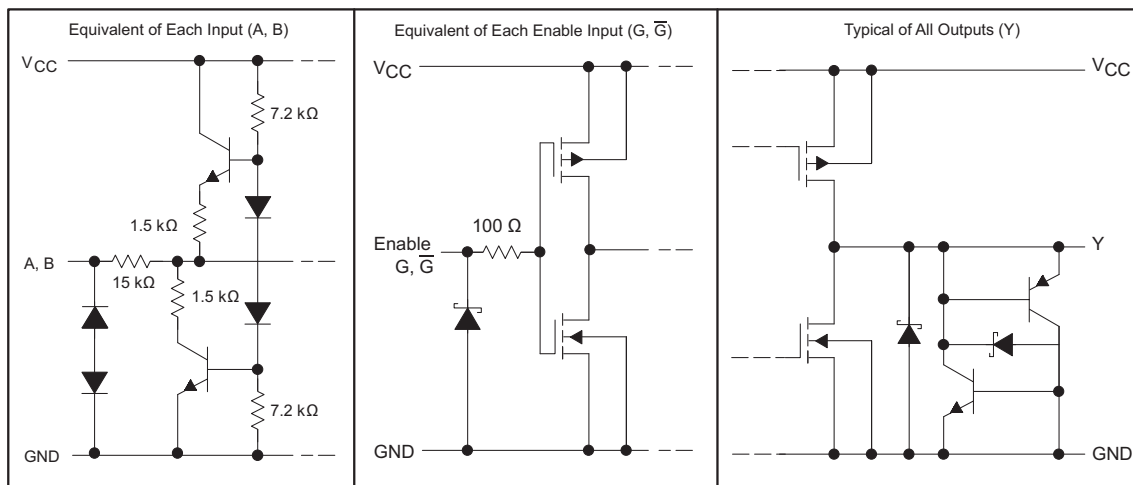 Equivalent of Each Input (A, B)
VCC
7.2 kΩ
1.5 kΩ
A, B
15 kΩ
1.5 kΩ
7.2 kΩ
GND
Equivalent of Each Enable Input (G, G̅)
VCC
100 Ω
Enable
G, G̅
GND
Typical of All Outputs (Y)
VCC
Y
GND